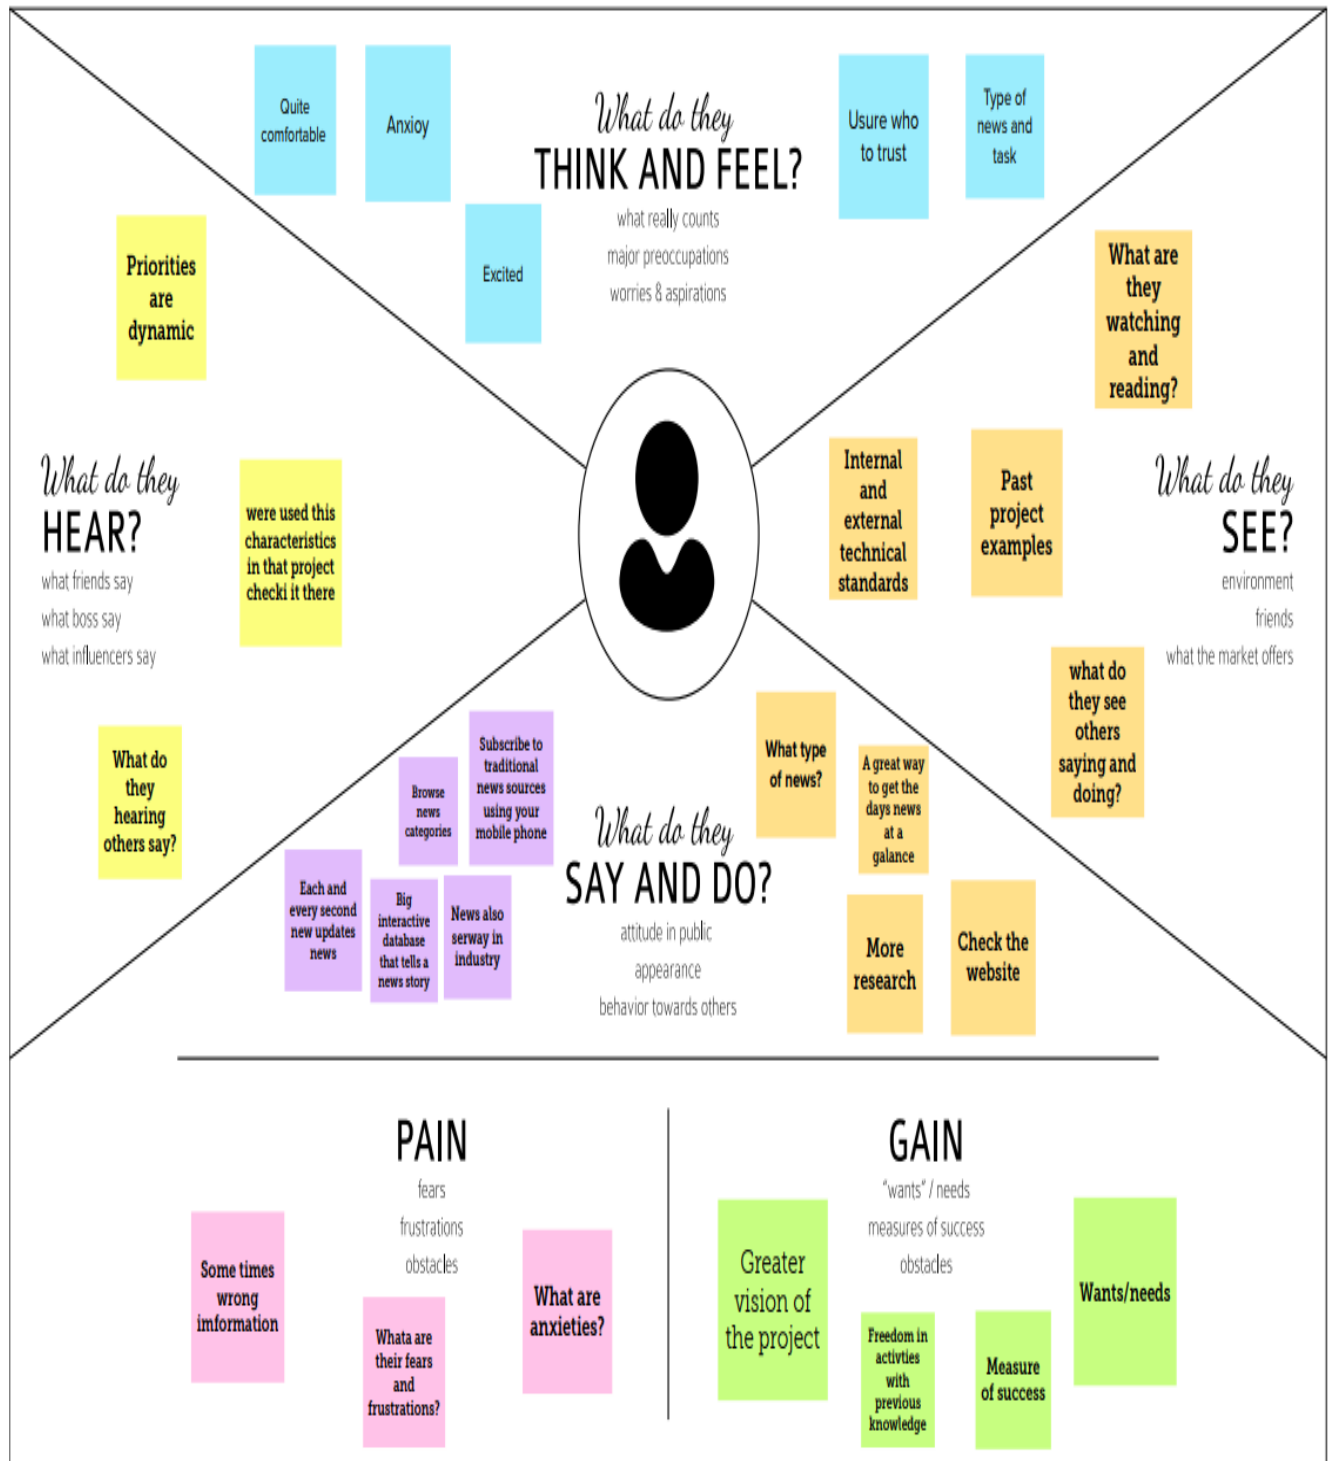 Quite
comfortable
Anxioy
Excited
What do they
THINK AND FEEL?
what really counts
major preoccupations
worries & aspirations
Usure who
to trust
Type of
news and
task
Priorities
are
dynamic
What do they
HEAR?
what friends say
what boss say
what influencers say
were used this
characteristics
in that project
checki it there
What do
they
hearing
others say?
What are
they
watching
and
reading?
Internal
and
external
technical
standards
Past
project
examples
What do they
SEE?
environment
friends
what the market offers
what do
they see
others
saying and
doing?
Browse
news
categories
Subscribe to
traditional
news sources
using your
mobile phone
Each and
every second
new updates
news
Big
interactive
database
that tells a
news story
News also
serway in
industry
What do they
SAY AND DO?
attitude in public
appearance
behavior towards others
What type
of news?
A great way
to get the
days news
at a
galance
More
research
Check the
website
PAIN
fears
frustrations
obstacles
Some times
wrong
imformation
Whata are
their fears
and
frustrations?
What are
anxieties?
GAIN
"wants" / needs
measures of success
obstacles
Greater
vision of
the project
Freedom in
activties
with
previous
knowledge
Measure
of success
Wants/needs